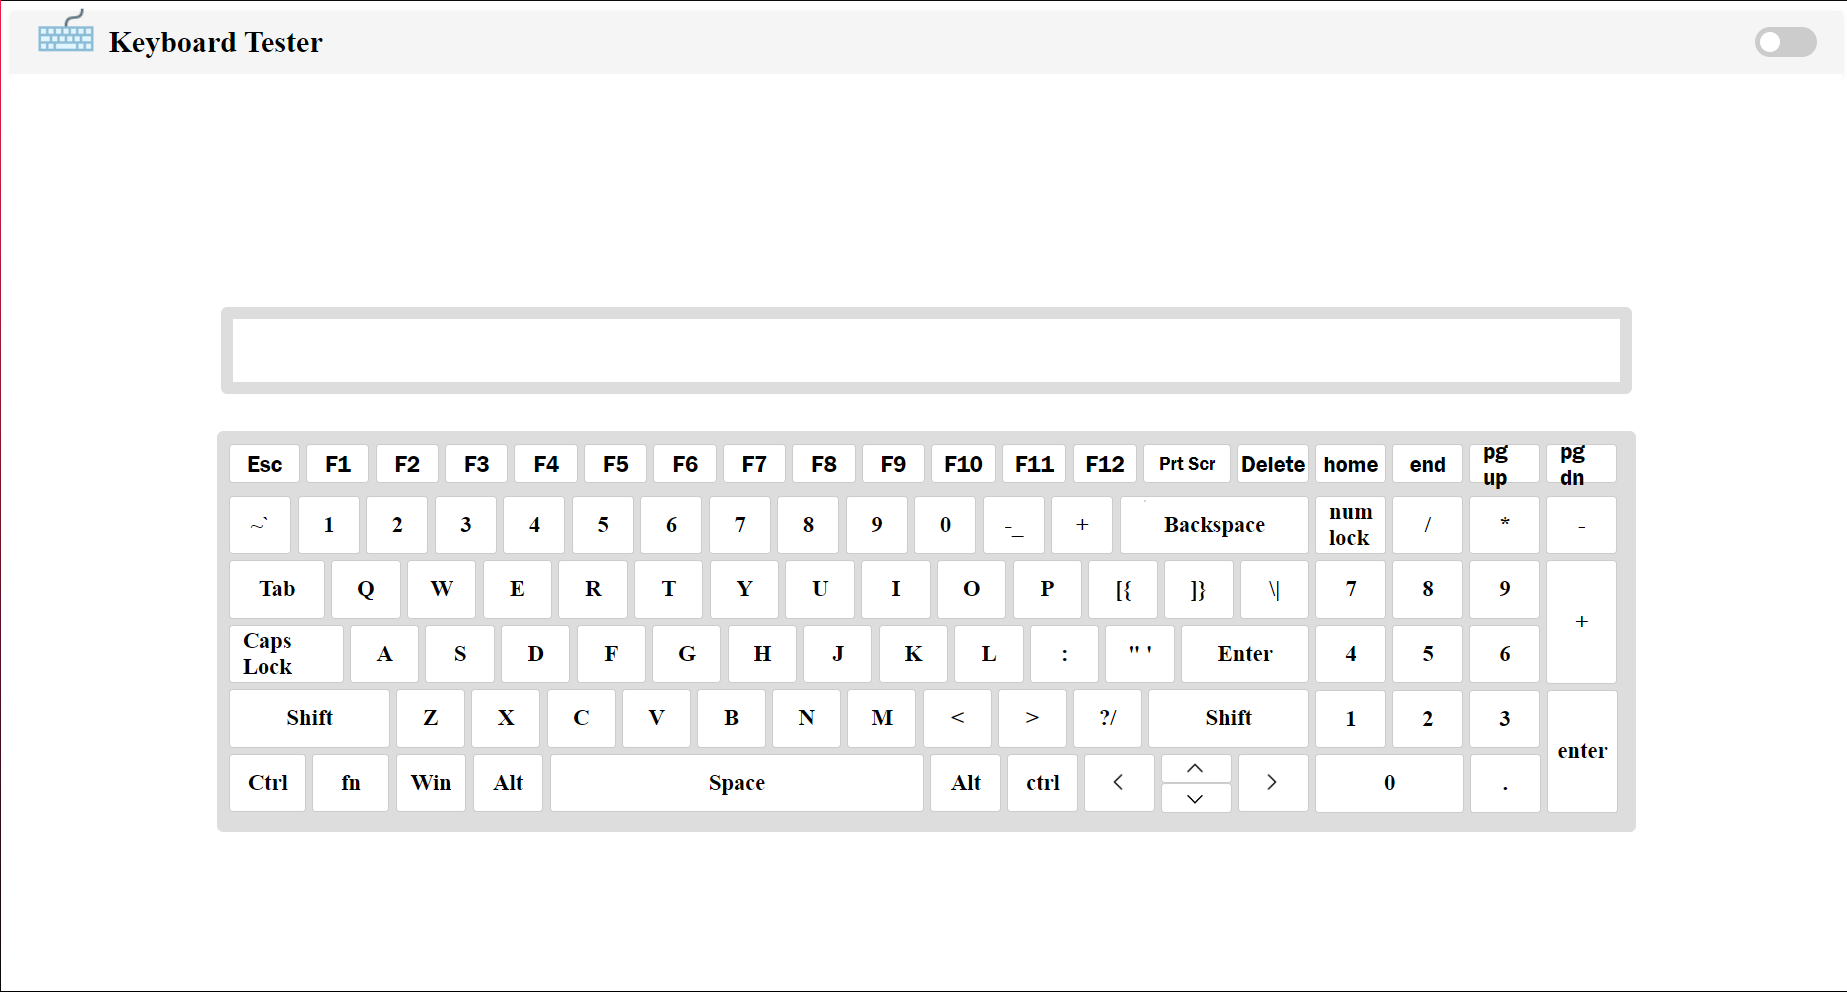 Keyboard Tester
Esc F1 F2 F3 F4 F5 F6 F7 F8 F9 F10 F11 F12 Prt Scr Delete home end pg up pg dn
~` 1 2 3 4 5 6 7 8 9 0 -_ + Backspace num lock / * -
Tab Q W E R T Y U I O P [{ ]} \| 7 8 9 +
Caps Lock A S D F G H J K L : " ' Enter 4 5 6
Shift Z X C V B N M < > ?/ Shift 1 2 3 enter
Ctrl fn Win Alt Space Alt ctrl < ^ v > 0 .